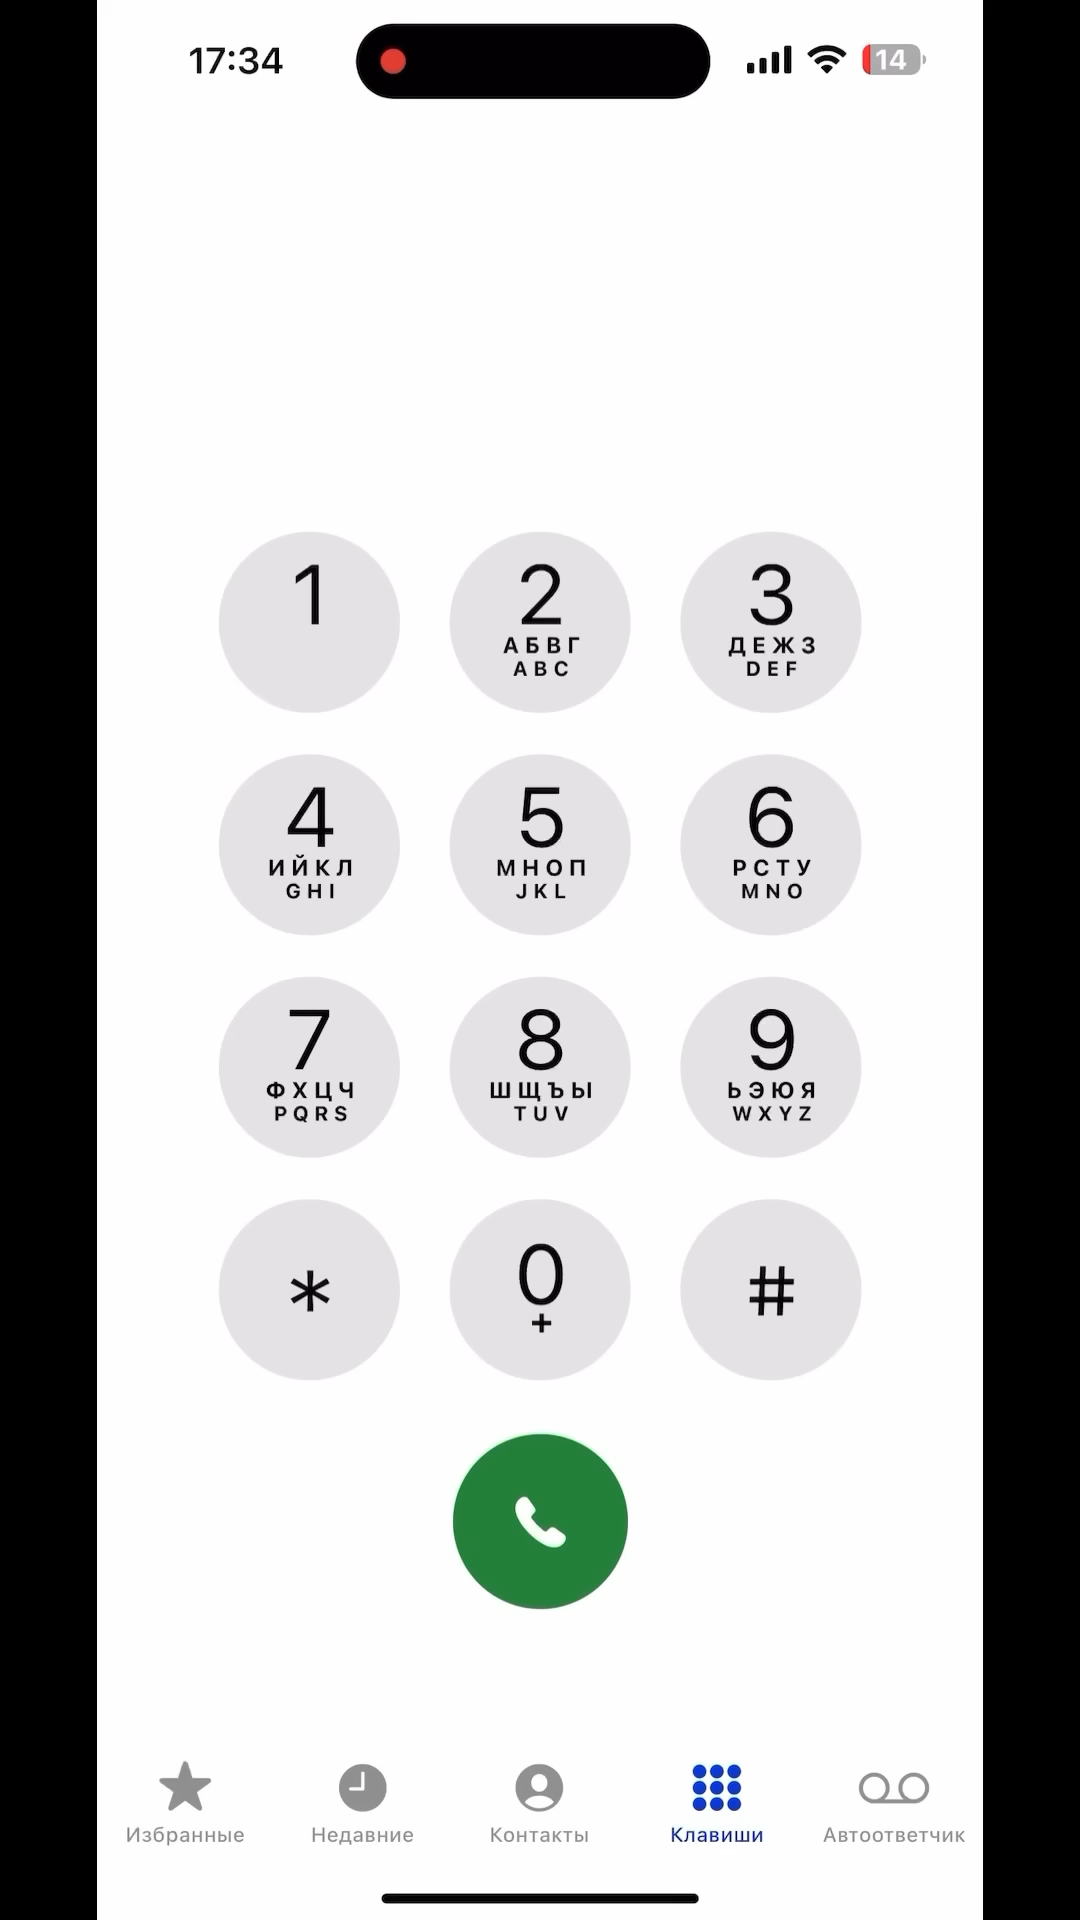 17:34
14
1
2
АБВГ
ABC
3
ДЕЖЗ
DEF
4
ИЙКЛ
GHI
5
МНОП
JKL
6
РСТУ
MNO
7
ФХЦЧ
PQRS
8
ШЩЪЫ
TUV
9
ЬЭЮЯ
WXYZ
*
0
+
#
Избранные
Недавние
Контакты
Клавиши
Автоответчик